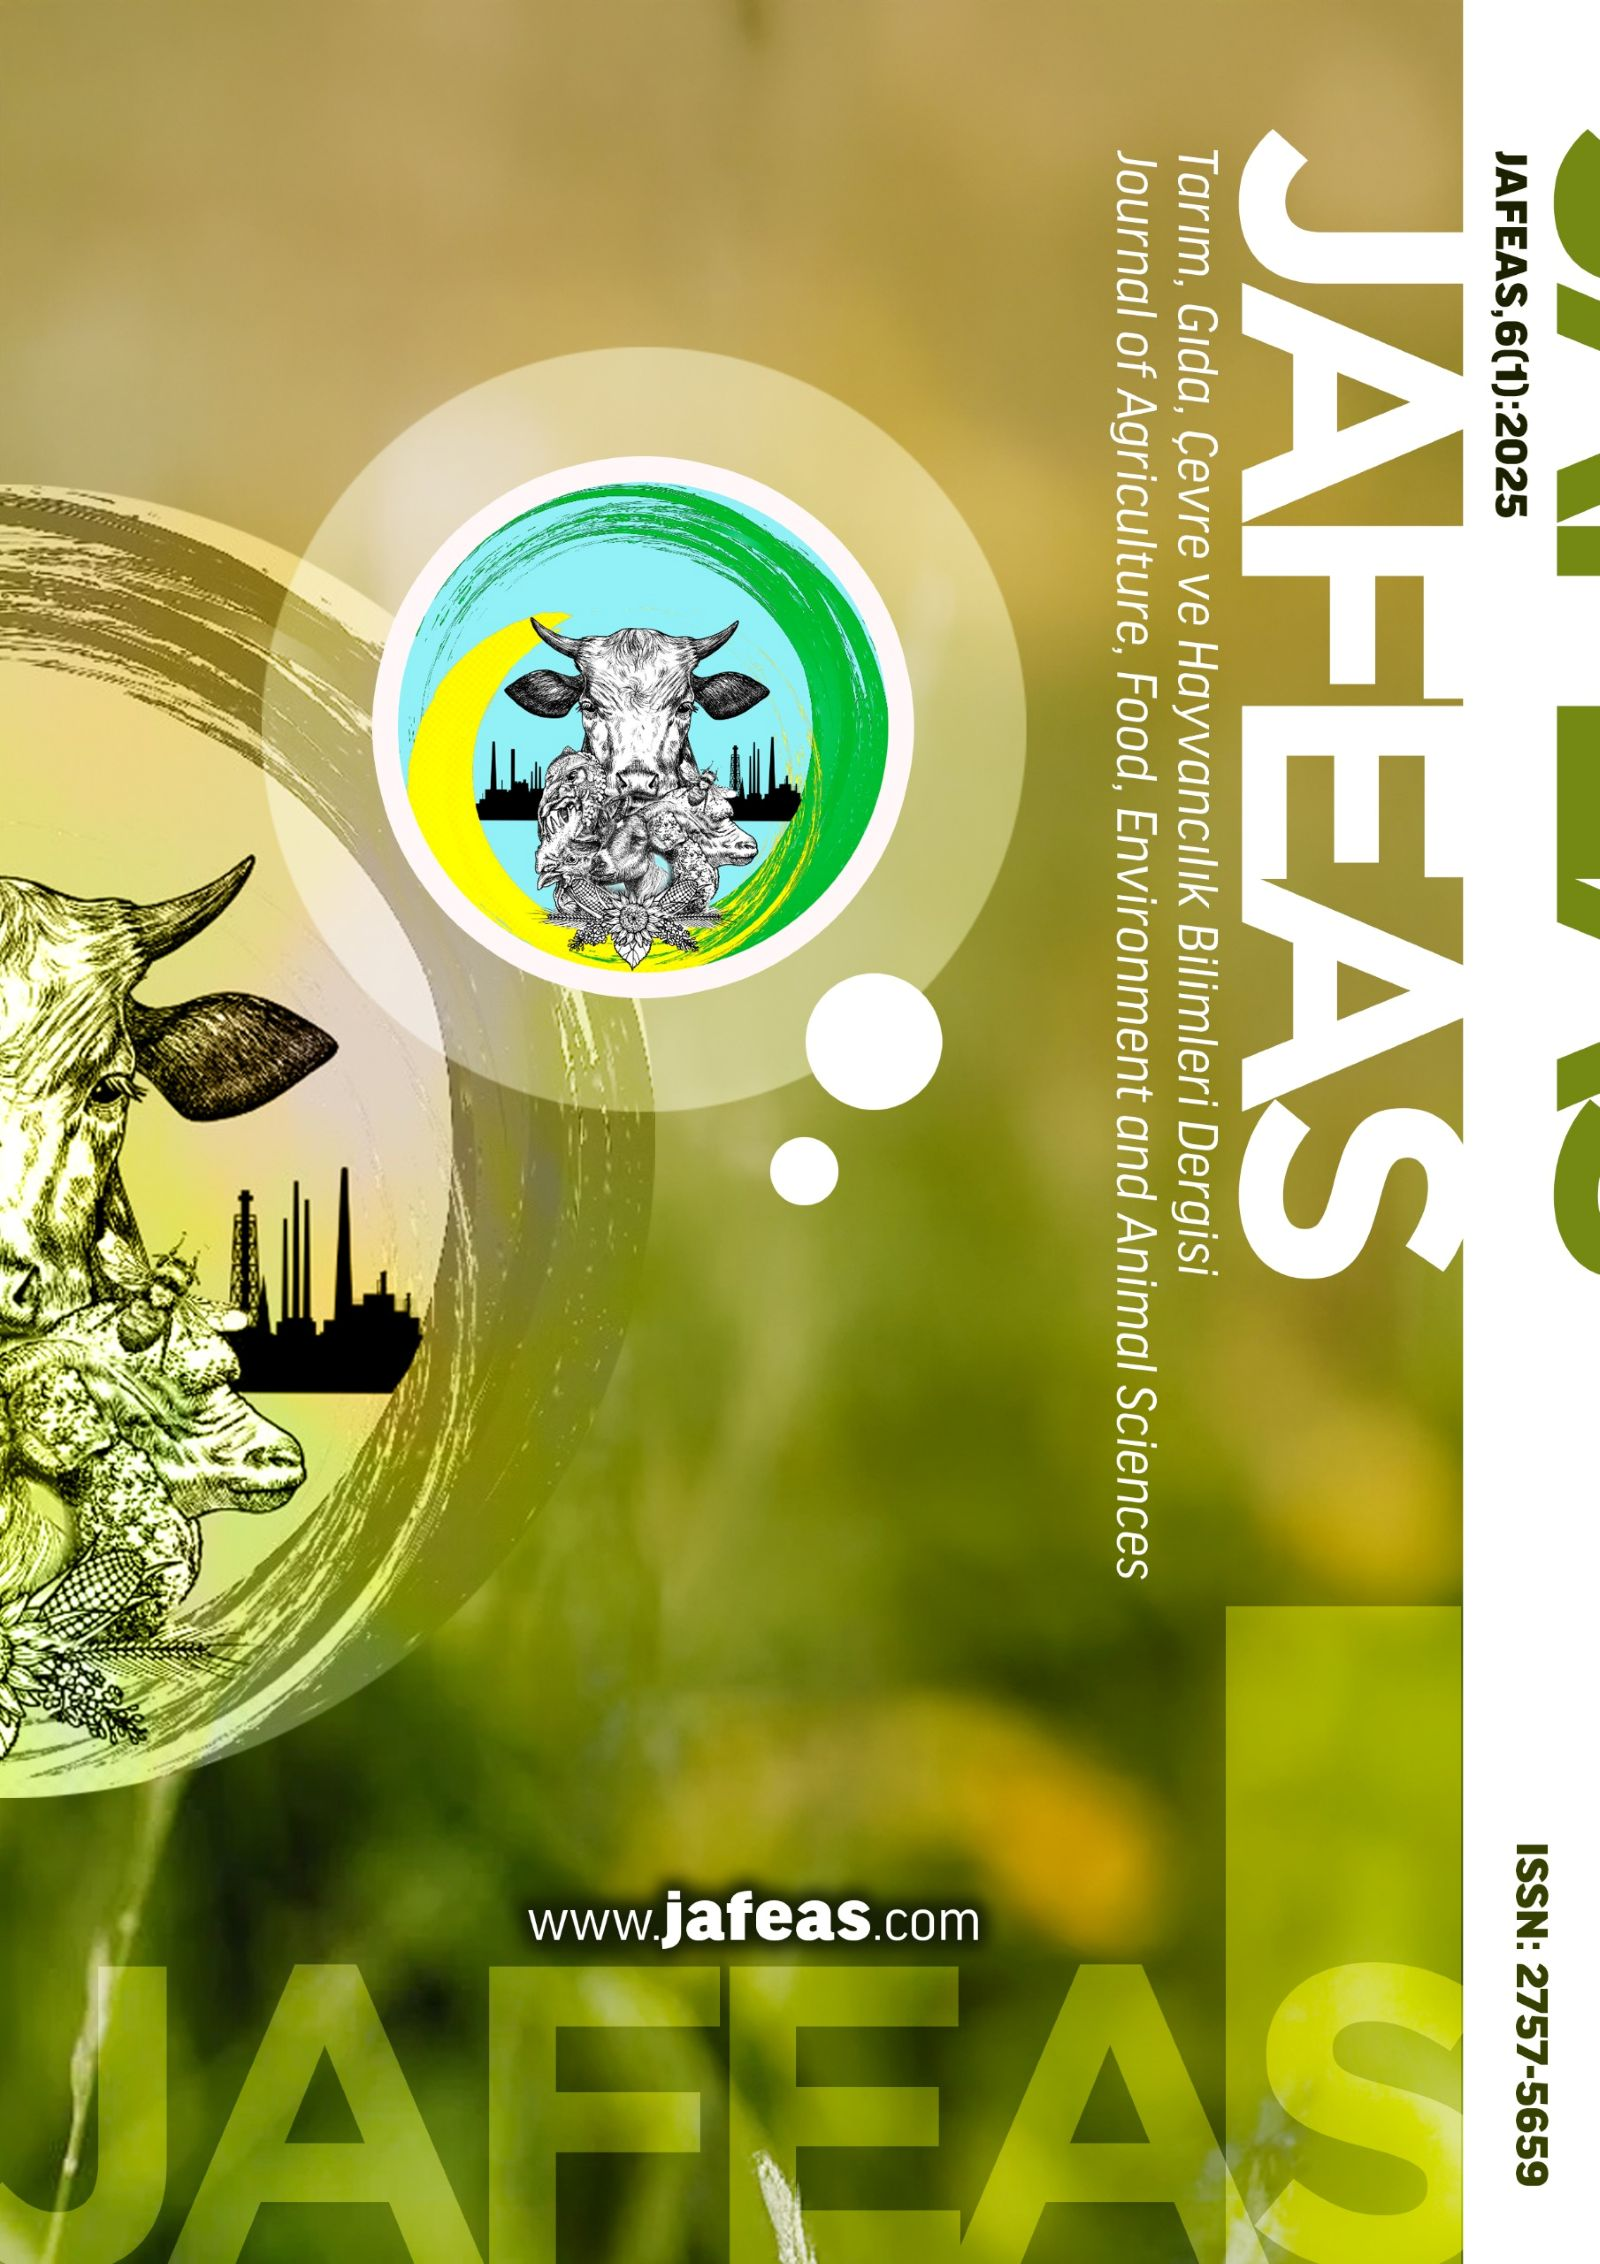 JAFEAS
JAFEAS,6(1):2025
ISSN: 2757-5659
JAFEAS
Tarım, Gıda, Çevre ve Hayvancılık Bilimleri Dergisi
Journal of Agriculture, Food, Environment and Animal Sciences
www.jafeas.com
JAFEAS